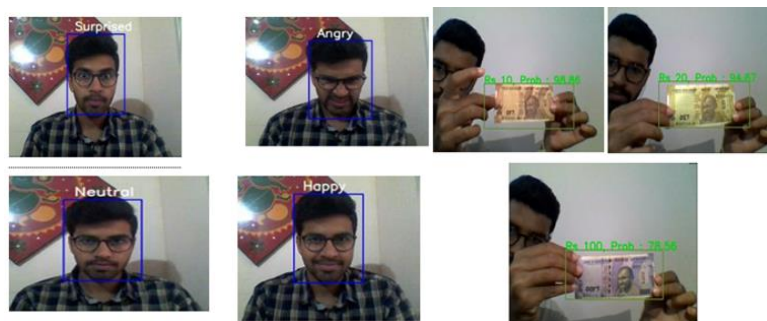 Surprised
Angry
Rs 10, Prob : 98.86
Rs 20, Prob : 94.67
Neutral
Happy
Rs 100, Prob : 78.56